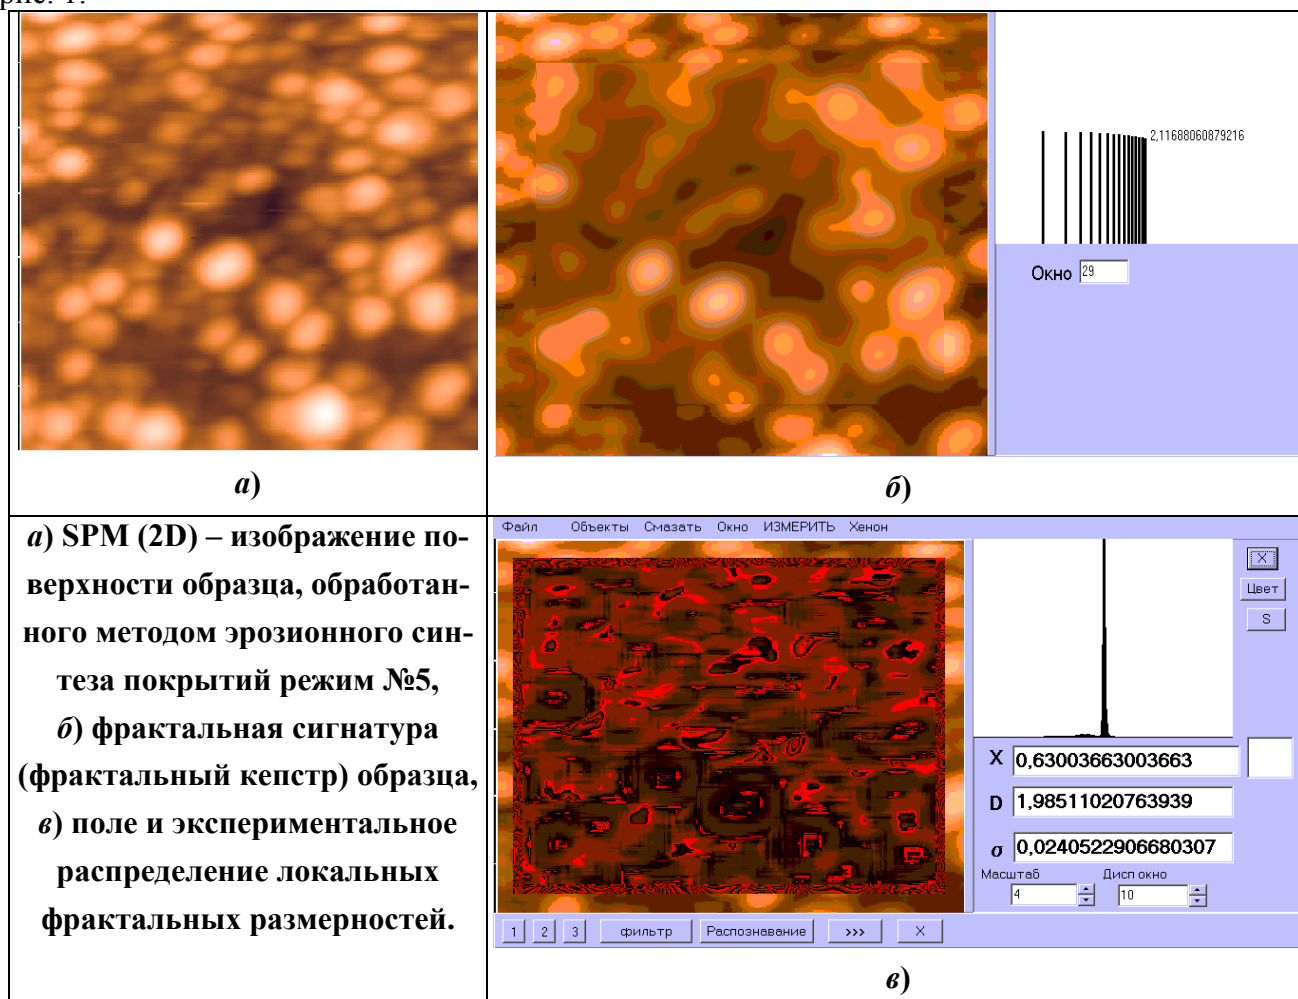 рис. 1.
2,11688060879216
Окно 29
а)
б)
а) SPM (2D) – изображение по-
верхности образца, обработан-
ного методом эрозионного син-
теза покрытий режим №5,
б) фрактальная сигнатура
(фрактальный кепстр) образца,
в) поле и экспериментальное
распределение локальных
фрактальных размерностей.
Файл Объекты Смазать Окно ИЗМЕРИТЬ Хенон
X
Цвет
S
X 0,63003663003663
D 1,98511020763939
σ 0,0240522906680307
Масштаб Дисп окно
4 10
1 2 3 фильтр Распознавание >>> X
в)